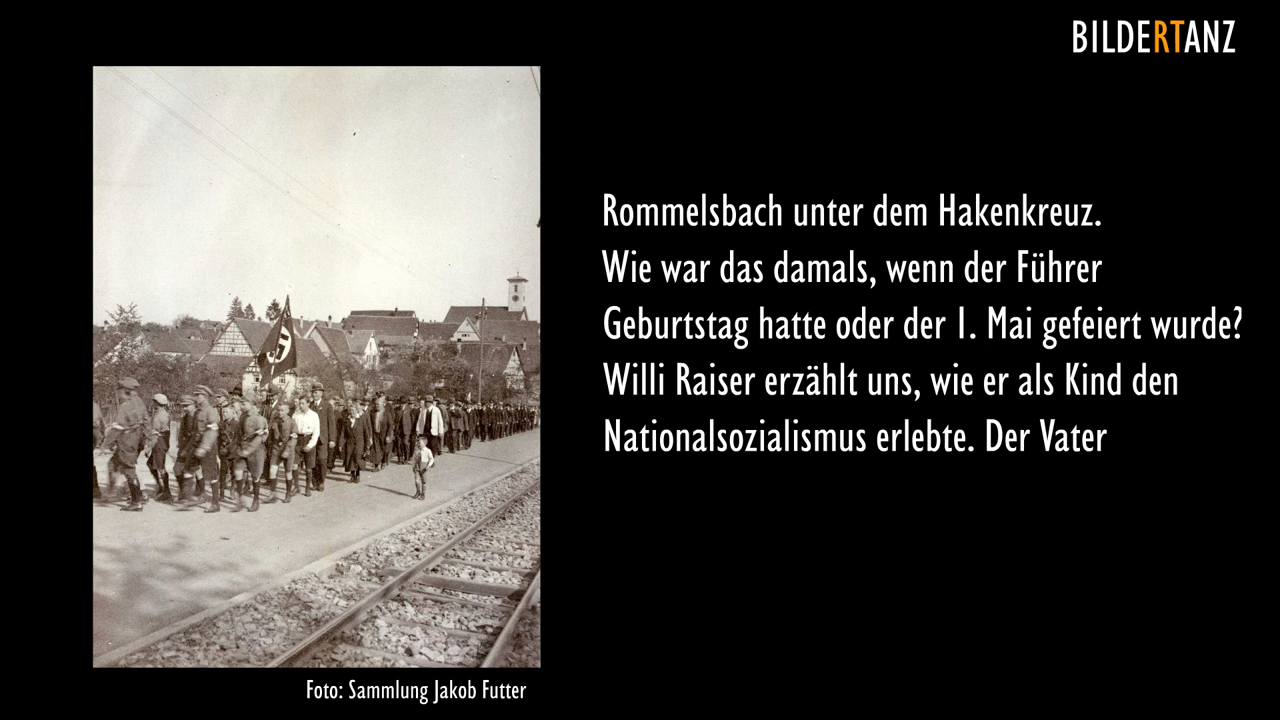 BILDERTANZ
Rommelsbach unter dem Hakenkreuz.
Wie war das damals, wenn der Führer
Geburtstag hatte oder der 1. Mai gefeiert wurde?
Willi Raiser erzählt uns, wie er als Kind den
Nationalsozialismus erlebte. Der Vater
Foto: Sammlung Jakob Futter